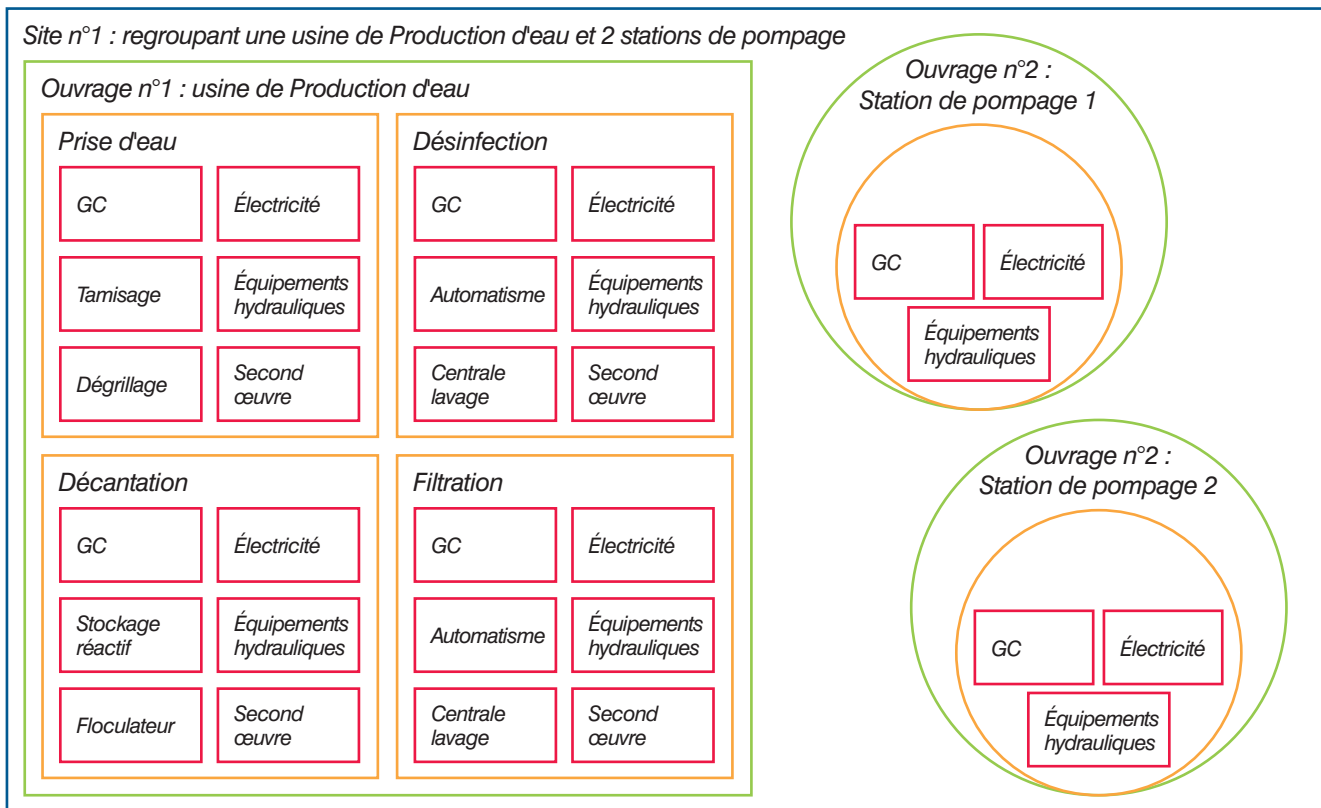 Site n°1 : regroupant une usine de Production d'eau et 2 stations de pompage
Ouvrage n°1 : usine de Production d'eau
Prise d'eau
GC
Électricité
Tamisage
Équipements
hydrauliques
Dégrillage
Second
œuvre
Désinfection
GC
Électricité
Automatisme
Équipements
hydrauliques
Centrale
lavage
Second
œuvre
Décantation
GC
Électricité
Stockage
réactif
Équipements
hydrauliques
Floculateur
Second
œuvre
Filtration
GC
Électricité
Automatisme
Équipements
hydrauliques
Centrale
lavage
Second
œuvre
Ouvrage n°2 :
Station de pompage 1
GC
Électricité
Équipements
hydrauliques
Ouvrage n°2 :
Station de pompage 2
GC
Électricité
Équipements
hydrauliques